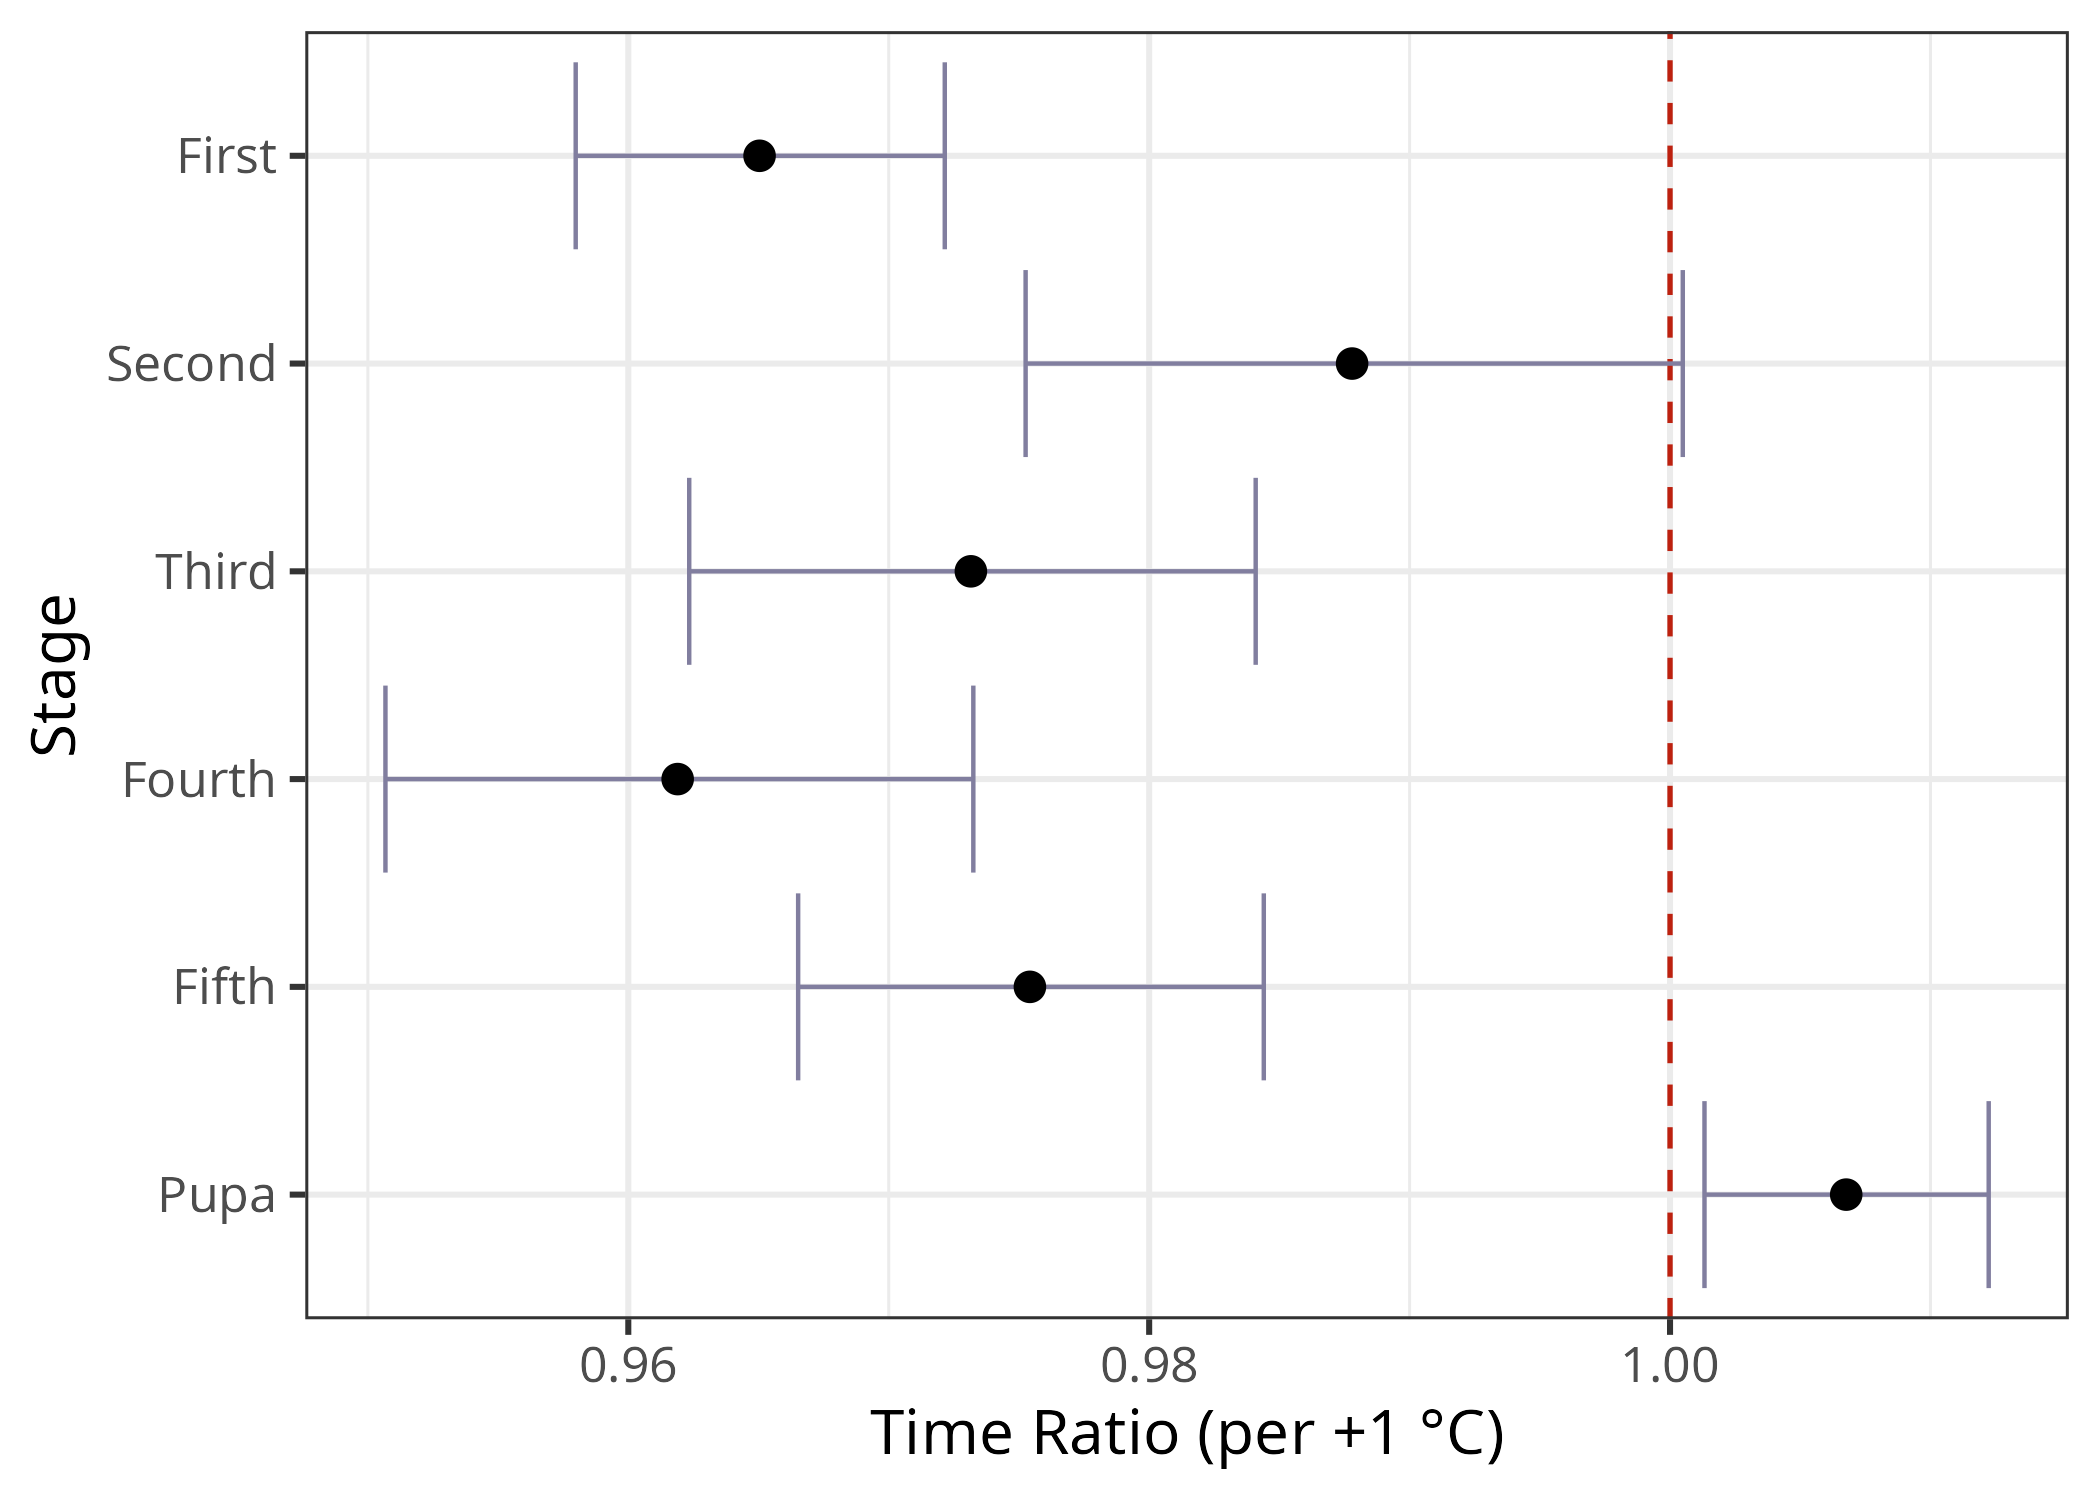 First
Second
Third
Fourth
Fifth
Pupa
Stage
0.96 0.98 1.00
Time Ratio (per +1 °C)